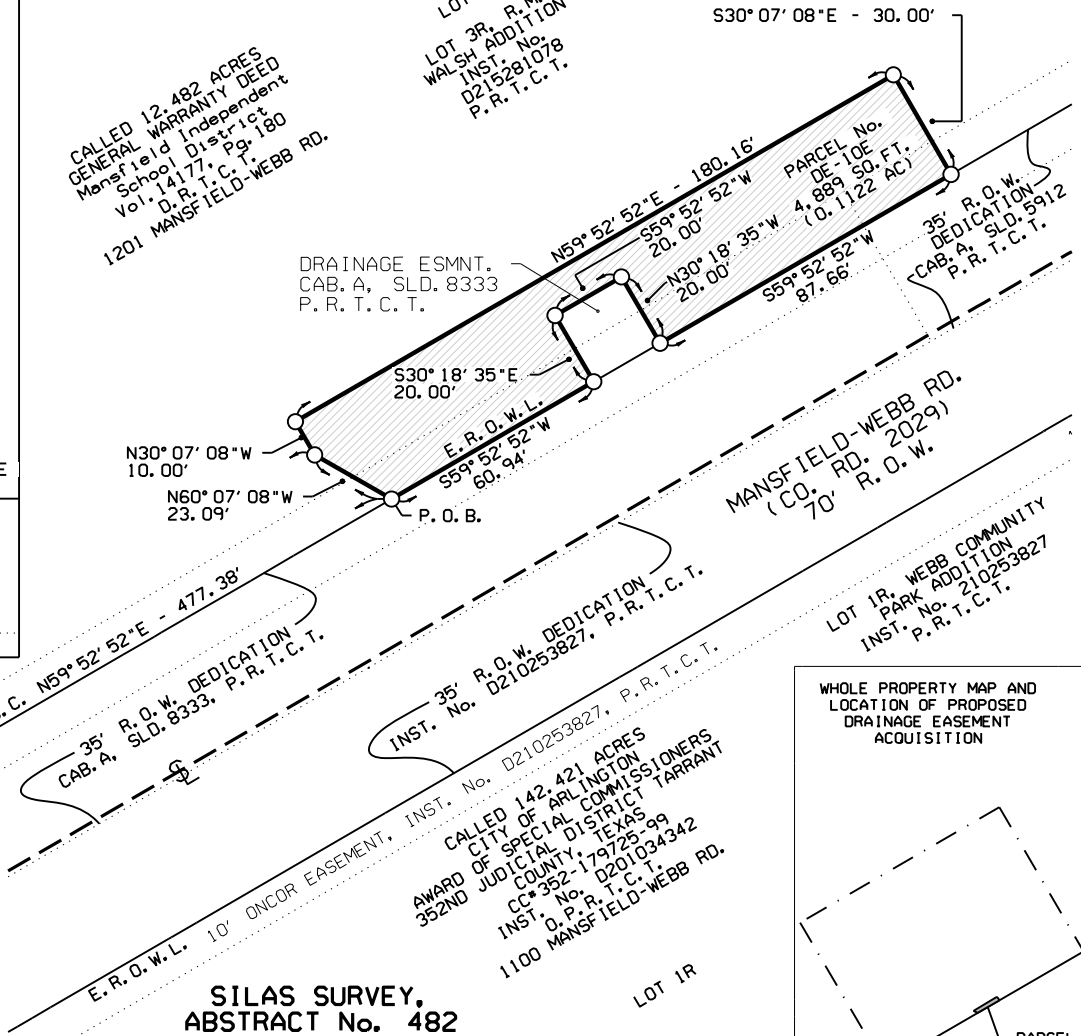 S30°07'08"E - 30.00'
LOT
LOT 3R, R.M.
WALSH ADDITION
INST. No.
D215281078
P.R.T.C.T.
CALLED 12.482 ACRES
GENERAL WARRANTY DEED
Mansfield Independent
School District
Vol. 14177, Pg. 180
D.R.T.C.T.
1201 MANSFIELD-WEBB RD.
N59°52'52"E - 180.16'
PARCEL No.
DE-10E
4,889 SQ.FT.
(0.1122 AC)
S59°52'52"W
20.00'
N30°18'35"W
20.00'
S59°52'52"W
87.66'
35' R.O.W.
DEDICATION
CAB.A, SLD.5912
P.R.T.C.T.
DRAINAGE ESMNT.
CAB.A, SLD.8333
P.R.T.C.T.
S30°18'35"E
20.00'
E.R.O.W.L.
S59°52'52"W
60.94'
N30°07'08"W
10.00'
N60°07'08"W
23.09'
P.O.B.
E
MANSFIELD-WEBB RD.
(CO. RD. 2029)
70' R.O.W.
.C. N59°52'52"E - 477.38'
35' R.O.W. DEDICATION
CAB.A, SLD.8333, P.R.T.C.T.
35' R.O.W. DEDICATION
INST. No. D210253827, P.R.T.C.T.
LOT 1R, WEBB COMMUNITY
PARK ADDITION
INST. No. 210253827
P.R.T.C.T.
E.R.O.W.L. 10' ONCOR EASEMENT, INST. No. D210253827, P.R.T.C.T.
CALLED 142.421 ACRES
CITY OF ARLINGTON
AWARD OF SPECIAL COMMISSIONERS
352ND JUDICIAL DISTRICT TARRANT
COUNTY, TEXAS
CC#352-179725-99
INST. No. D201034342
O.P.R.T.C.T.
1100 MANSFIELD-WEBB RD.
LOT 1R
SILAS SURVEY,
ABSTRACT No. 482
WHOLE PROPERTY MAP AND
LOCATION OF PROPOSED
DRAINAGE EASEMENT
ACQUISITION